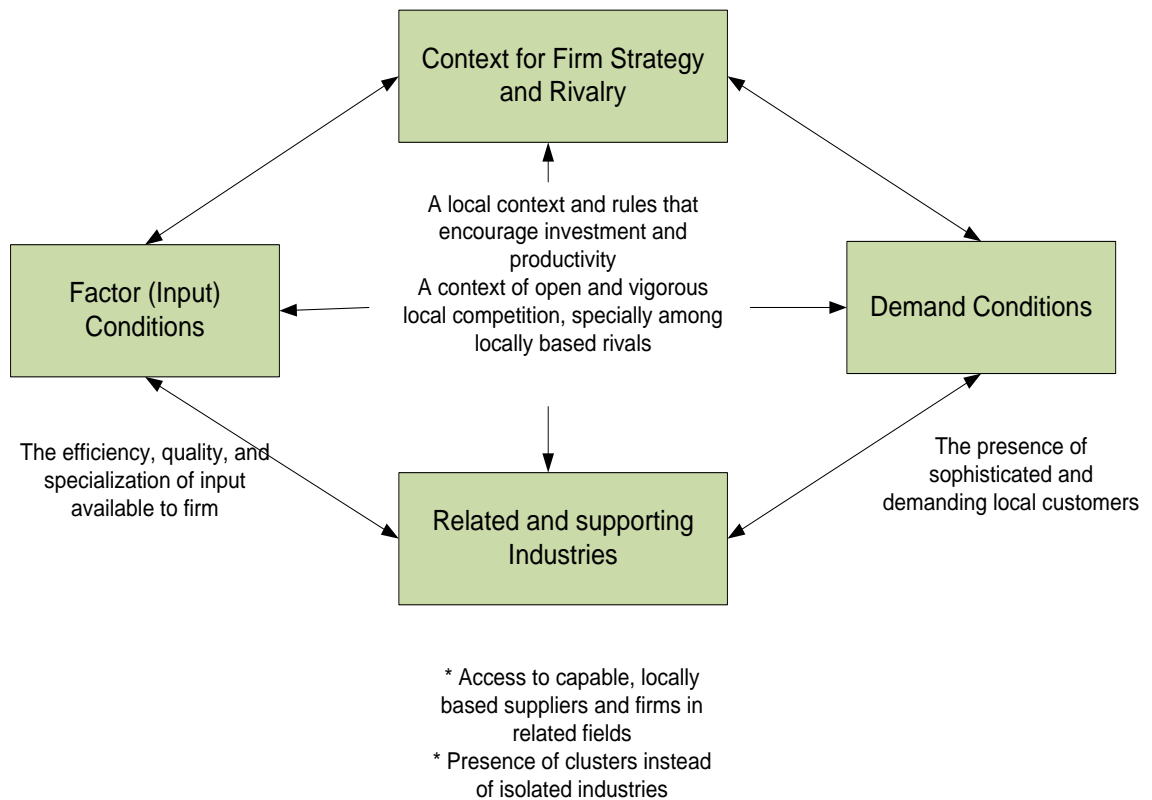 Context for Firm Strategy
and Rivalry
A local context and rules that
encourage investment and
productivity
A context of open and vigorous
local competition, specially among
locally based rivals
Factor (Input)
Conditions
Demand Conditions
The efficiency, quality, and
specialization of input
available to firm
The presence of
sophisticated and
demanding local customers
Related and supporting
Industries
* Access to capable, locally
based suppliers and firms in
related fields
* Presence of clusters instead
of isolated industries